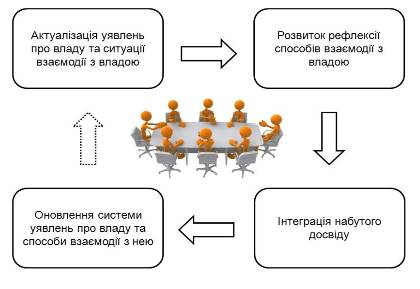 Актуалізація уявлень
про владу та ситуації
взаємодії з владою
Розвиток рефлексії
способів взаємодії з
владою
Оновлення системи
уявлень про владу та
способи взаємодії з нею
Інтеграція набутого
досвіду